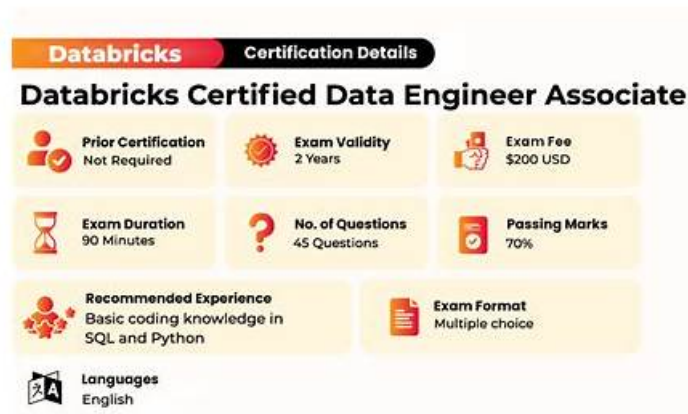 Databricks Certification Details
Databricks Certified Data Engineer Associate
Prior Certification
Not Required
Exam Validity
2 Years
Exam Fee
$200 USD
Exam Duration
90 Minutes
No. of Questions
45 Questions
Passing Marks
70%
Recommended Experience
Basic coding knowledge in
SQL and Python
Exam Format
Multiple choice
Languages
English